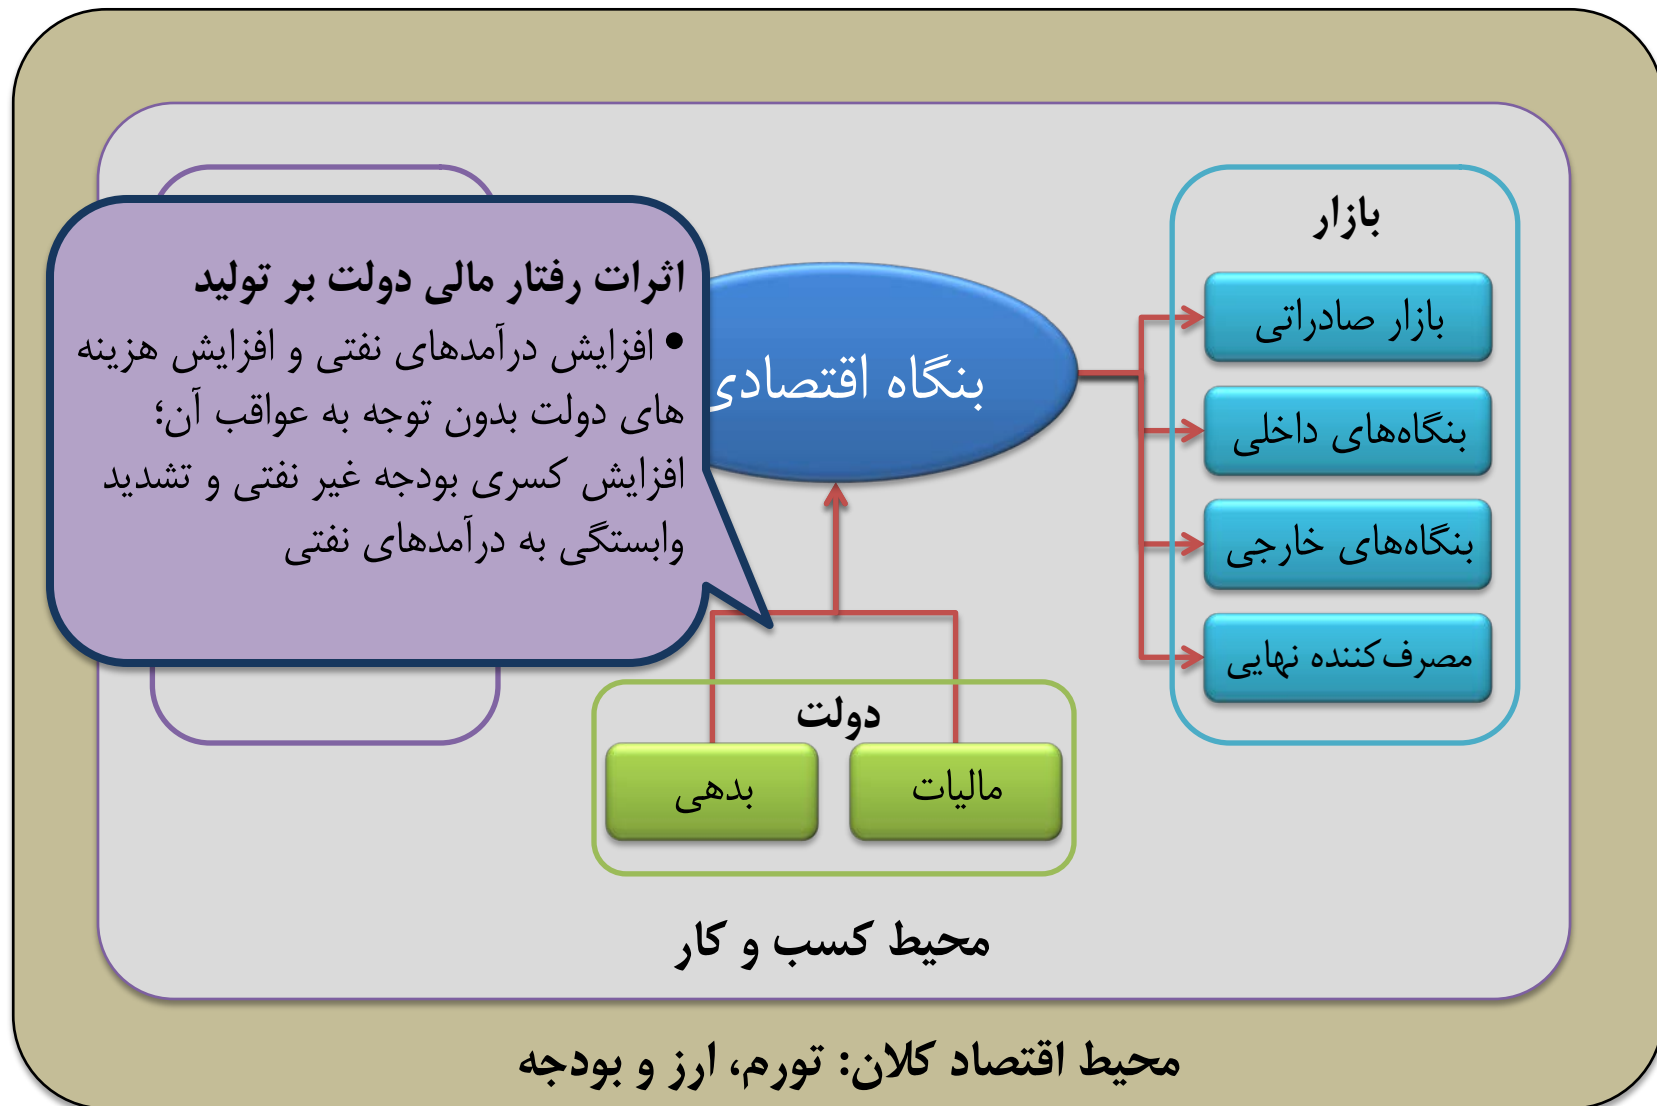 بازار
بازار صادراتی
بنگاه‌های داخلی
بنگاه‌های خارجی
مصرف‌کننده نهایی
بنگاه اقتصادی
اثرات رفتار مالی دولت بر تولید
• افزایش درآمدهای نفتی و افزایش هزینه
های دولت بدون توجه به عواقب آن؛
افزایش کسری بودجه غیر نفتی و تشدید
وابستگی به درآمدهای نفتی
دولت
مالیات
بدهی
محیط کسب و کار
محیط اقتصاد کلان: تورم، ارز و بودجه